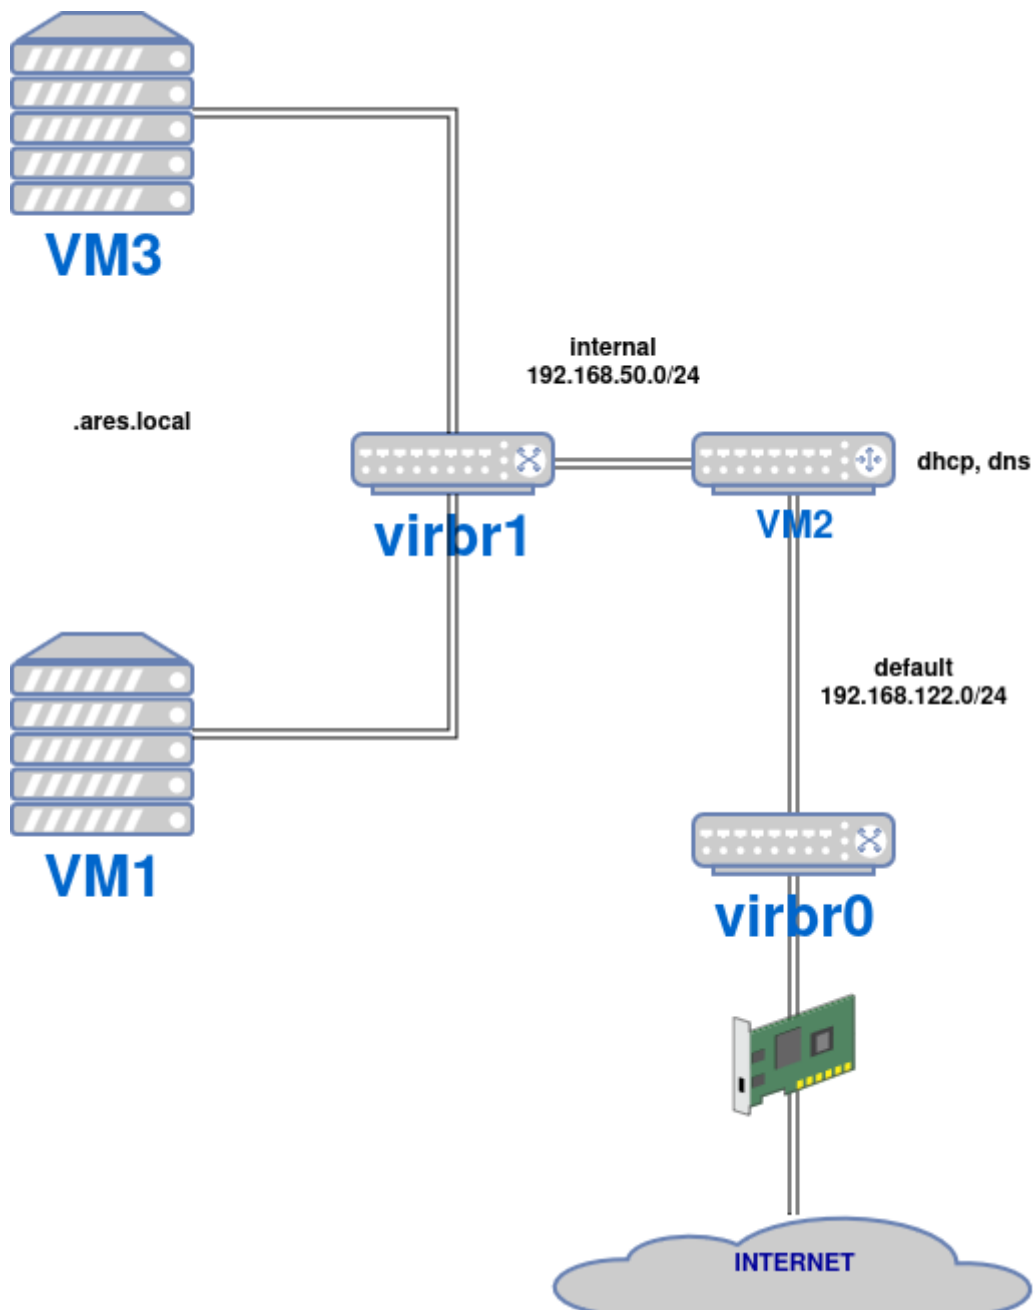 VM3
internal
192.168.50.0/24
.ares.local
dhcp, dns
virbr1
VM2
default
192.168.122.0/24
VM1
virbr0
INTERNET